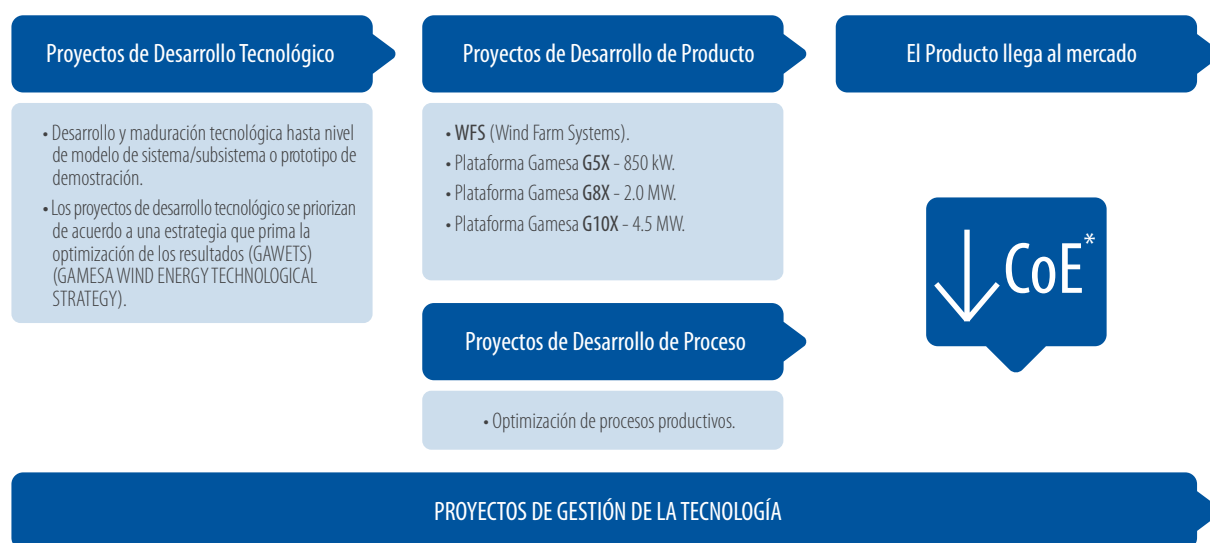 Proyectos de Desarrollo Tecnológico
• Desarrollo y maduración tecnológica hasta nivel
de modelo de sistema/subsistema o prototipo de
demostración.
• Los proyectos de desarrollo tecnológico se priorizan
de acuerdo a una estrategia que prima la
optimización de los resultados (GAWETS)
(GAMESA WIND ENERGY TECHNOLOGICAL
STRATEGY).
Proyectos de Desarrollo de Producto
• WFS (Wind Farm Systems).
• Plataforma Gamesa G5X - 850 kW.
• Plataforma Gamesa G8X - 2.0 MW.
• Plataforma Gamesa G10X - 4.5 MW.
Proyectos de Desarrollo de Proceso
• Optimización de procesos productivos.
El Producto llega al mercado
CoE*
PROYECTOS DE GESTIÓN DE LA TECNOLOGÍA